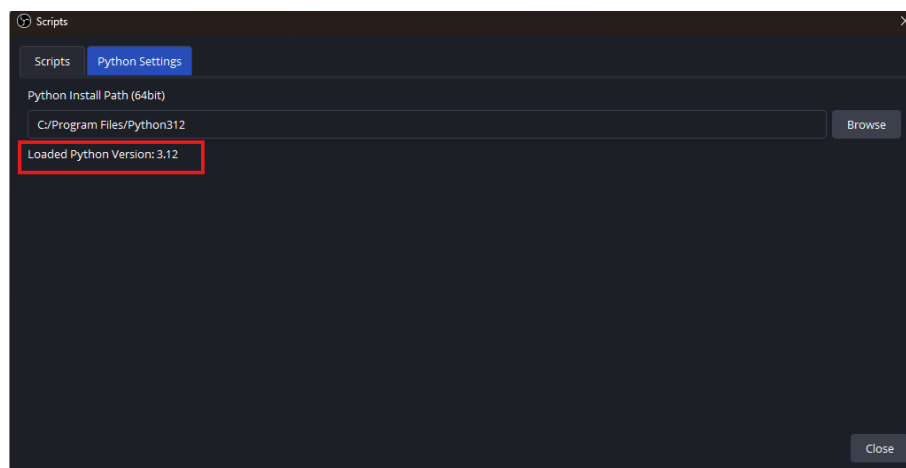 Scripts
Scripts Python Settings
Python Install Path (64bit)
C:/Program Files/Python312 Browse
Loaded Python Version: 3.12
Close